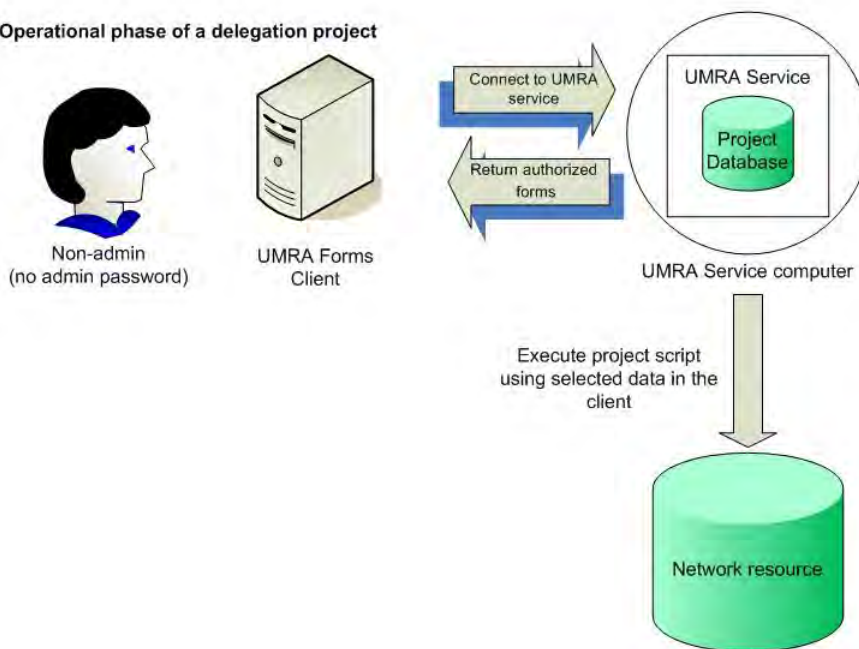 Operational phase of a delegation project
Connect to UMRA
service
UMRA Service
Project
Database
Return authorized
forms
Non-admin
(no admin password)
UMRA Forms
Client
UMRA Service computer
Execute project script
using selected data in the
client
Network resource